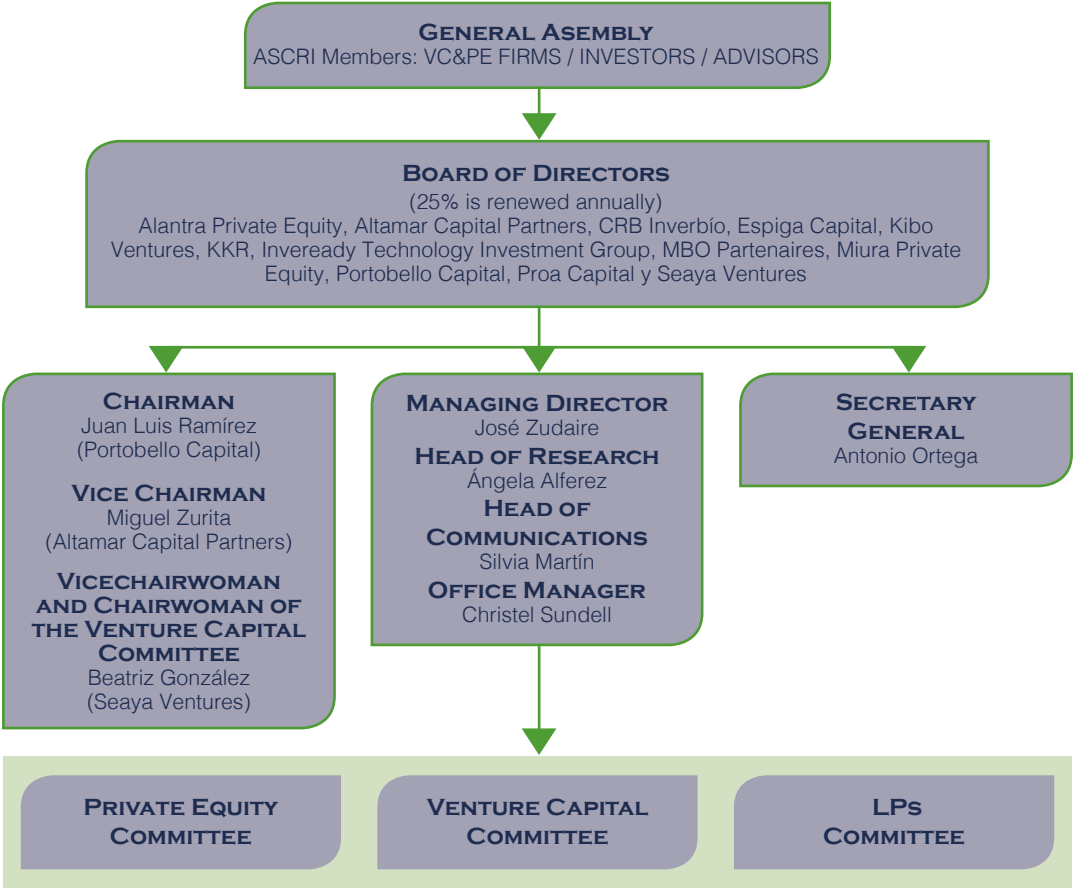 GENERAL ASEMBLY
ASCRI Members: VC&PE FIRMS / INVESTORS / ADVISORS
BOARD OF DIRECTORS
(25% is renewed annually)
Alantra Private Equity, Altamar Capital Partners, CRB Inverbío, Espiga Capital, Kibo
Ventures, KKR, Inveready Technology Investment Group, MBO Partenaires, Miura Private
Equity, Portobello Capital, Proa Capital y Seaya Ventures
CHAIRMAN
Juan Luis Ramírez
(Portobello Capital)
VICE CHAIRMAN
Miguel Zurita
(Altamar Capital Partners)
VICECHAIRWOMAN
AND CHAIRWOMAN OF
THE VENTURE CAPITAL
COMMITTEE
Beatriz González
(Seaya Ventures)
MANAGING DIRECTOR
José Zudaire
HEAD OF RESEARCH
Ángela Alferez
HEAD OF
COMMUNICATIONS
Silvia Martín
OFFICE MANAGER
Christel Sundell
SECRETARY
GENERAL
Antonio Ortega
PRIVATE EQUITY
COMMITTEE
VENTURE CAPITAL
COMMITTEE
LPS
COMMITTEE